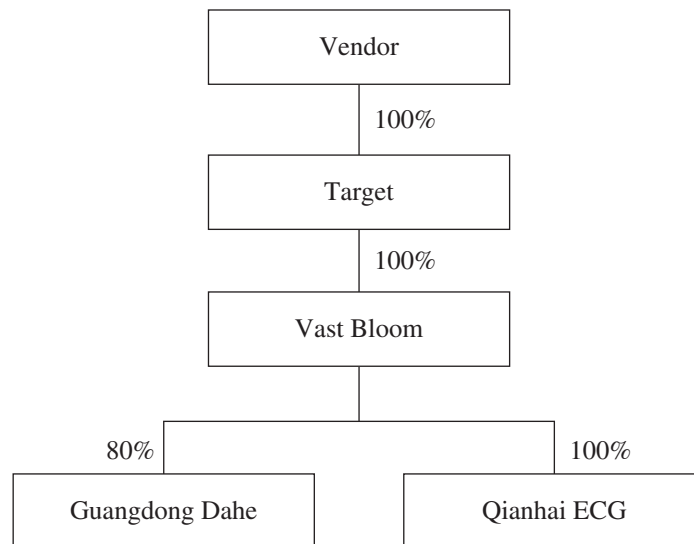 Vendor
100%
Target
100%
Vast Bloom
80%
100%
Guangdong Dahe
Qianhai ECG